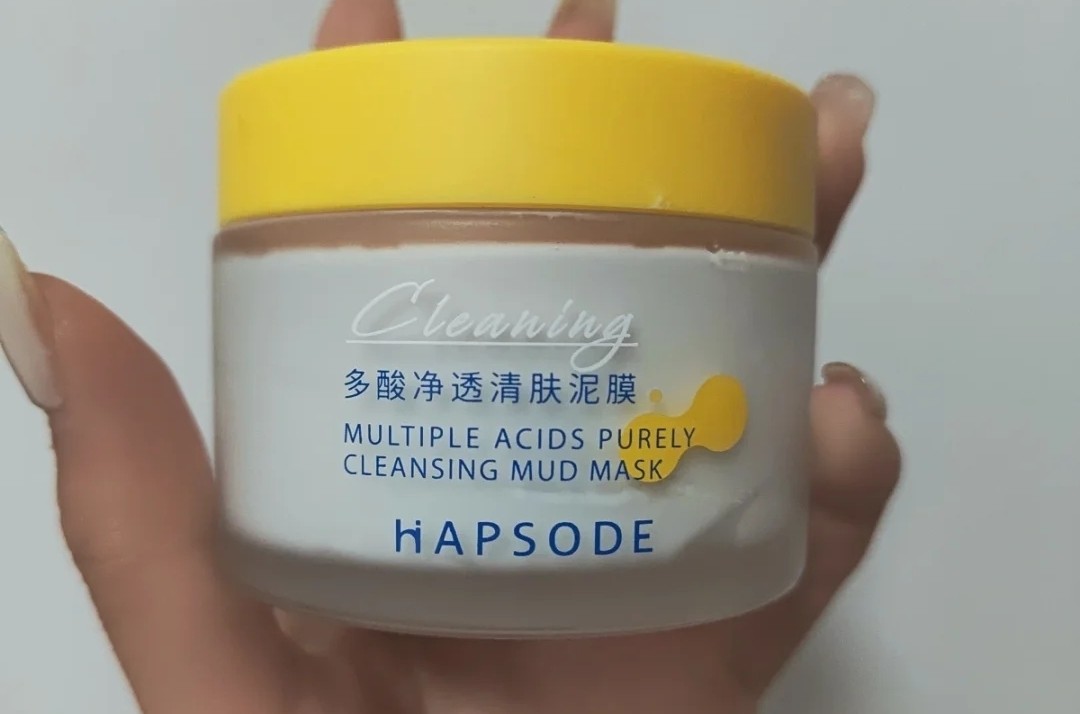 Cleaning
多酸净透清肤泥膜
MULTIPLE ACIDS PURELY
CLEANSING MUD MASK
HAPSODE